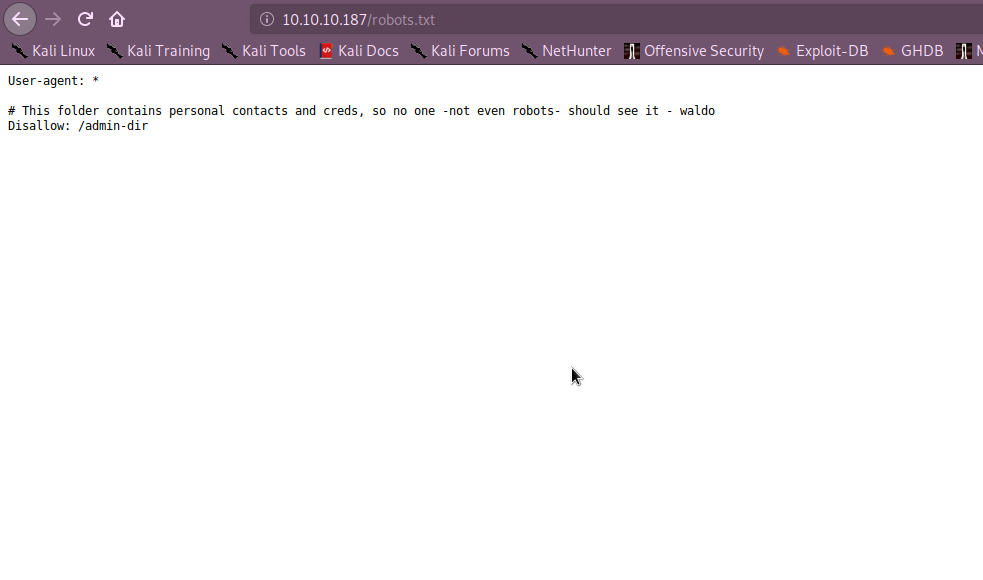 10.10.10.187/robots.txt
Kali Linux Kali Training Kali Tools Kali Docs Kali Forums NetHunter Offensive Security Exploit-DB GHDB M
User-agent: *
# This folder contains personal contacts and creds, so no one -not even robots- should see it - waldo
Disallow: /admin-dir